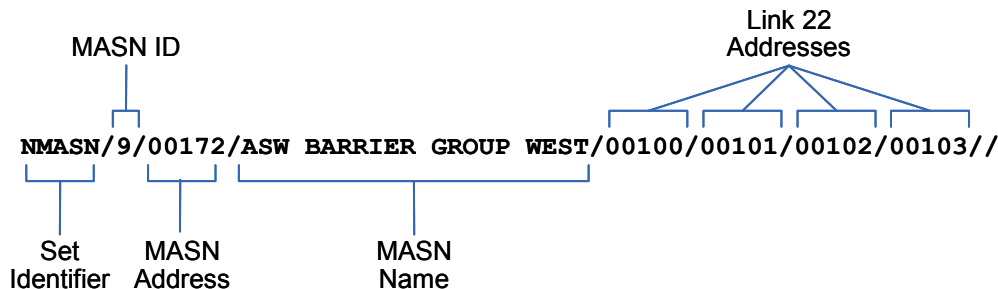 Link 22
Addresses
MASN ID
NMASN/9/00172/ASW BARRIER GROUP WEST/00100/00101/00102/00103//
Set
Identifier
MASN
Address
MASN
Name